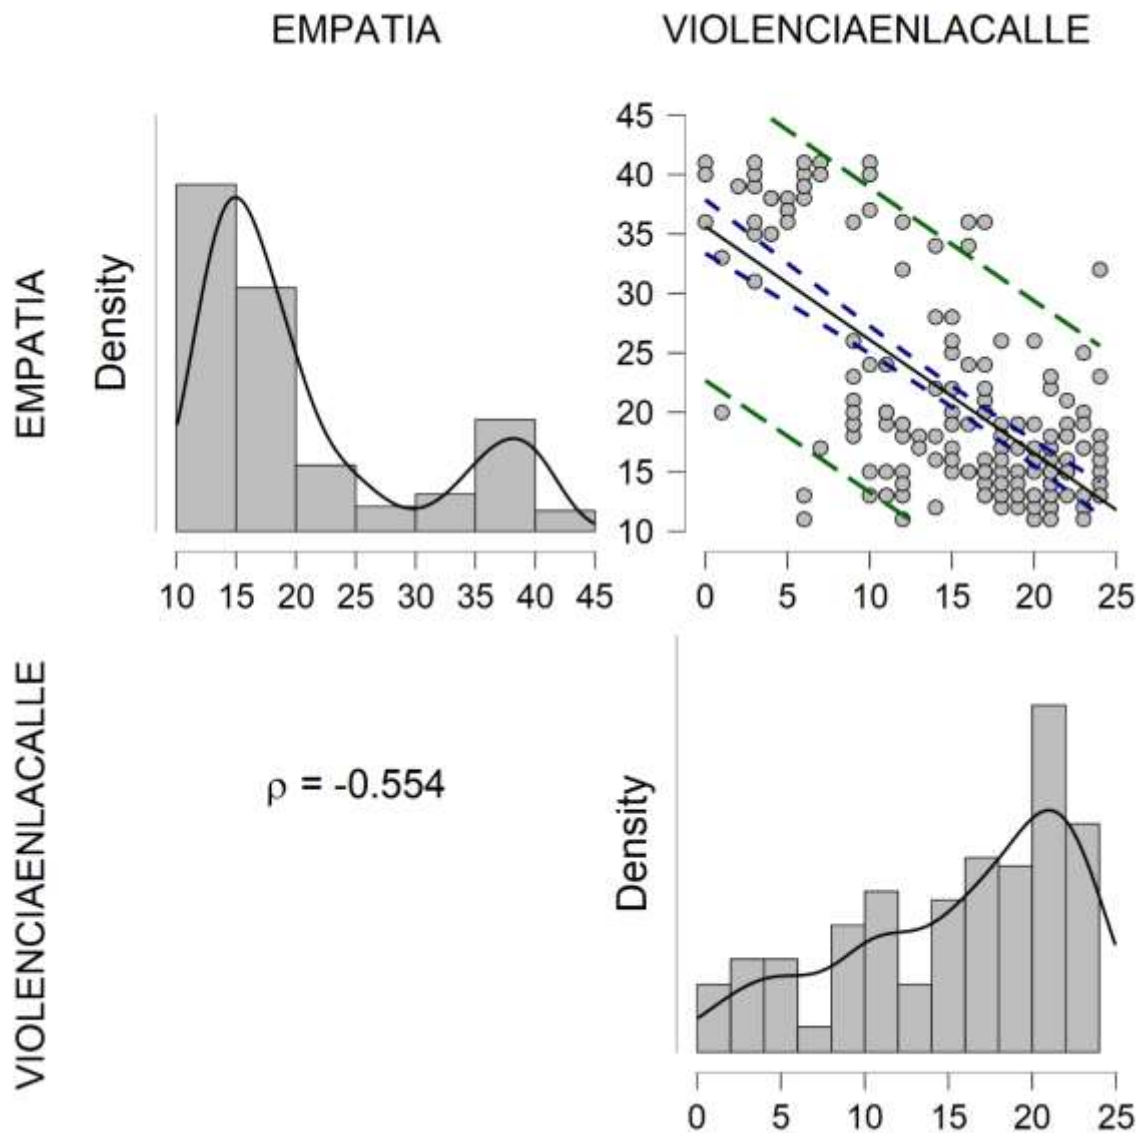 EMPATIA VIOLENCIAENLACALLE
EMPATIA
Density
10 15 20 25 30 35 40 45
45
40
35
30
25
20
15
10
0 5 10 15 20 25
VIOLENCIAENLACALLE
ρ = -0.554
Density
0 5 10 15 20 25